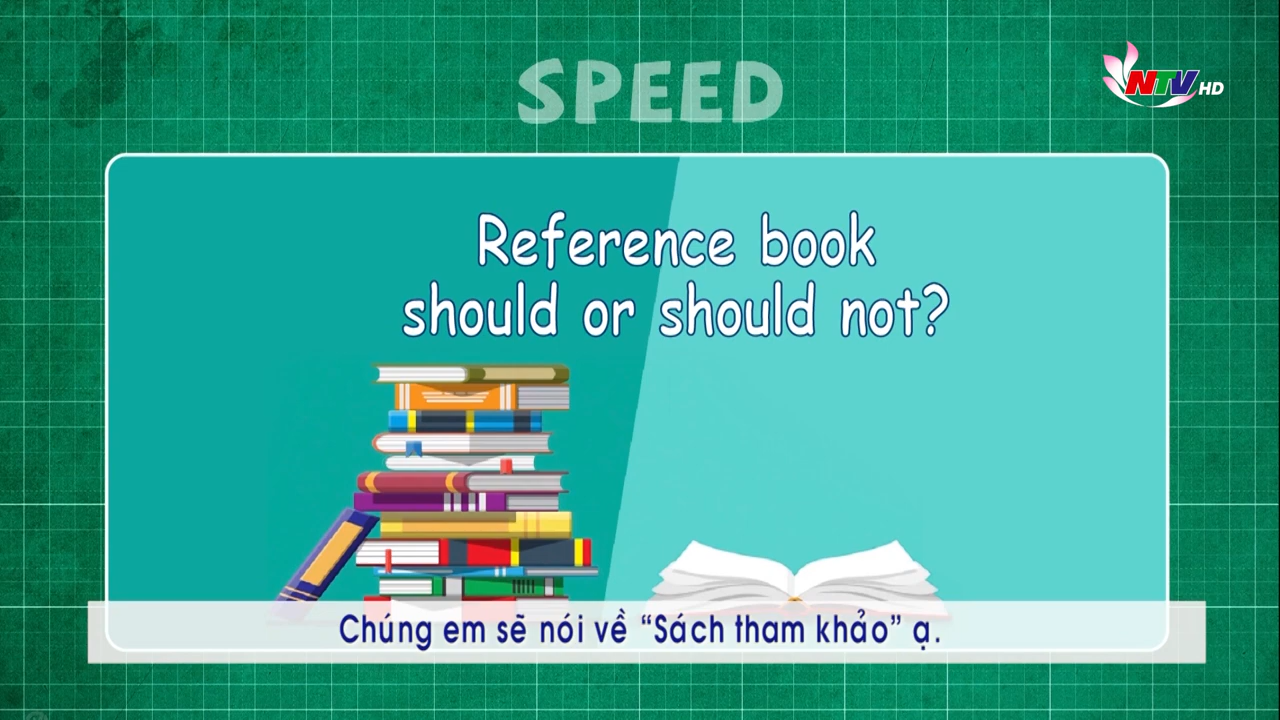 SPEED
NTV HD
Reference book
should or should not?
Chúng em sẽ nói về “Sách tham khảo” ạ.